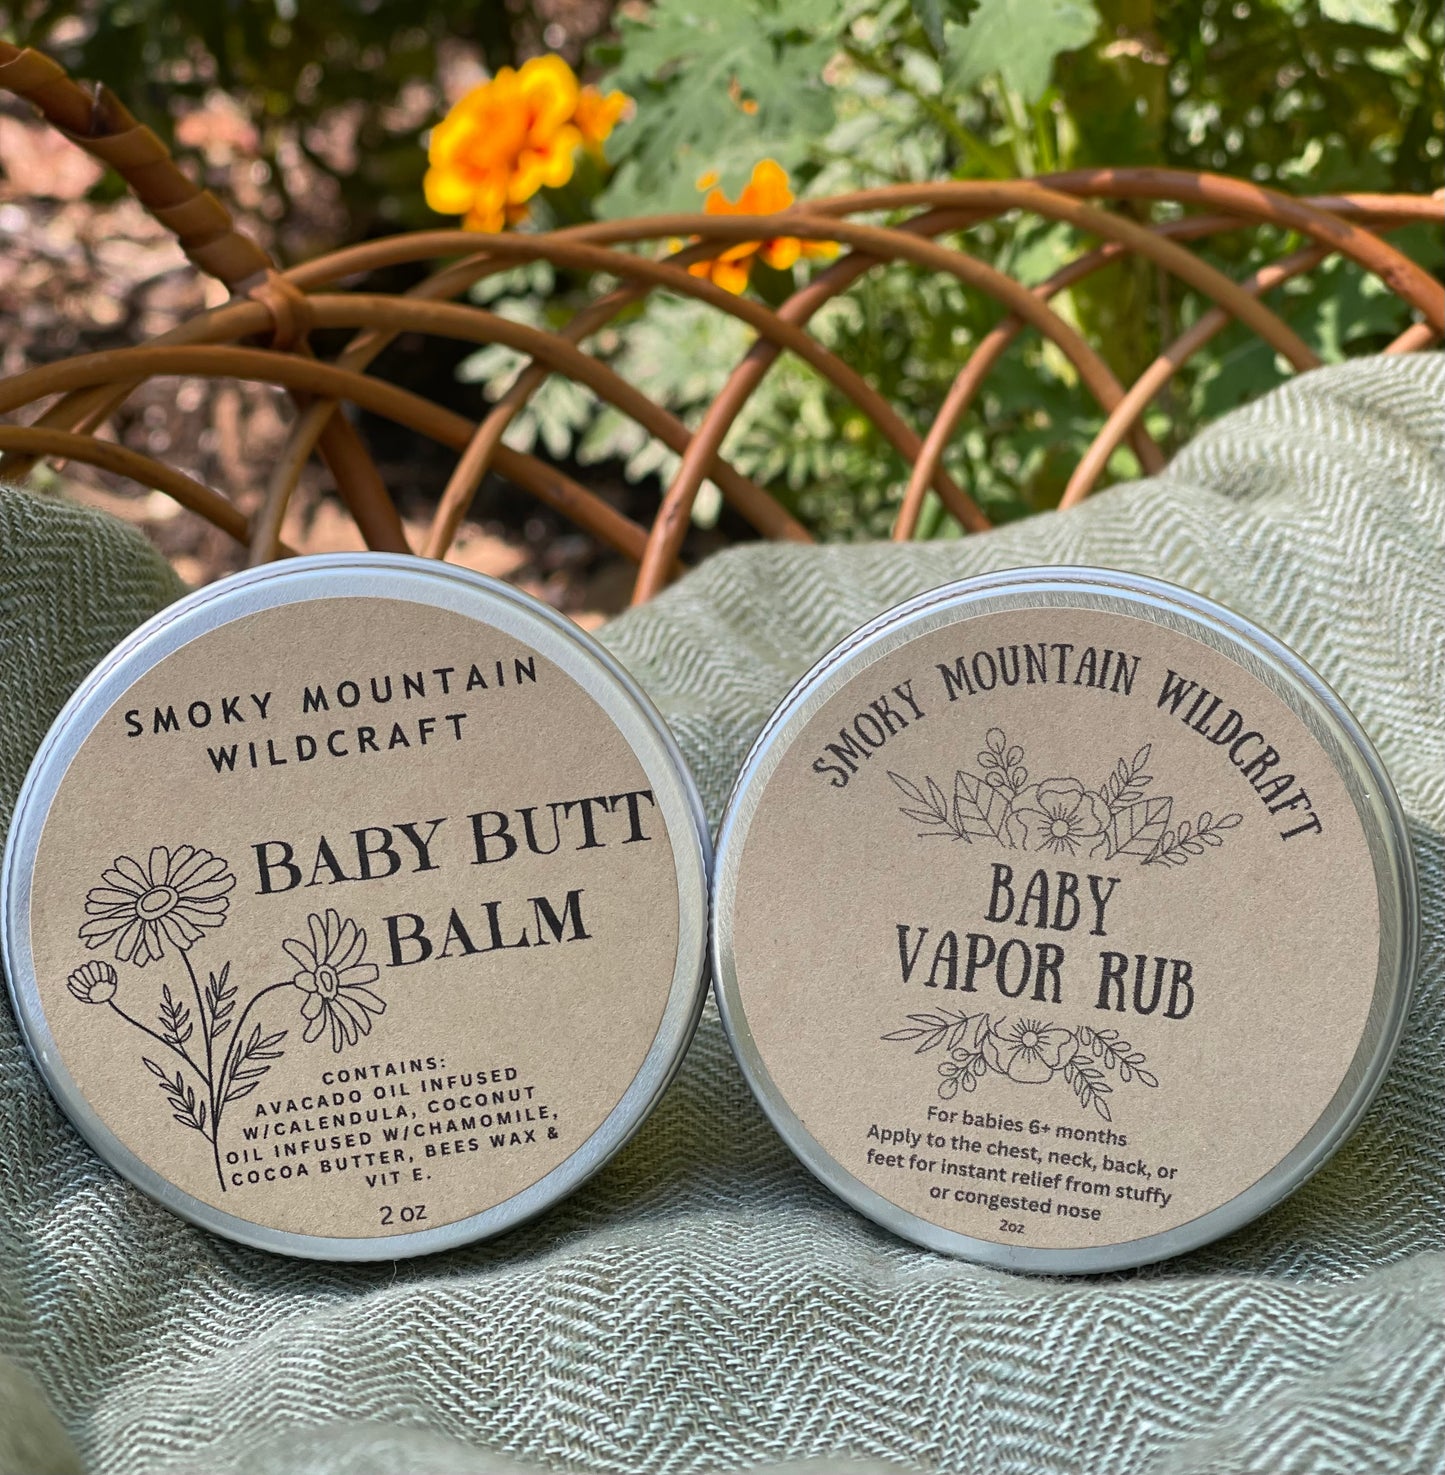 SMOKY MOUNTAIN
WILDCRAFT
BABY BUTT
BALM
CONTAINS:
AVACADO OIL INFUSED
W/CALENDULA, COCONUT
OIL INFUSED W/CHAMOMILE,
COCOA BUTTER, BEES WAX &
VIT E.
2 oz
SMOKY MOUNTAIN WILDCRAFT
BABY
VAPOR RUB
For babies 6+ months
Apply to the chest, neck, back, or
feet for instant relief from stuffy
or congested nose
2oz